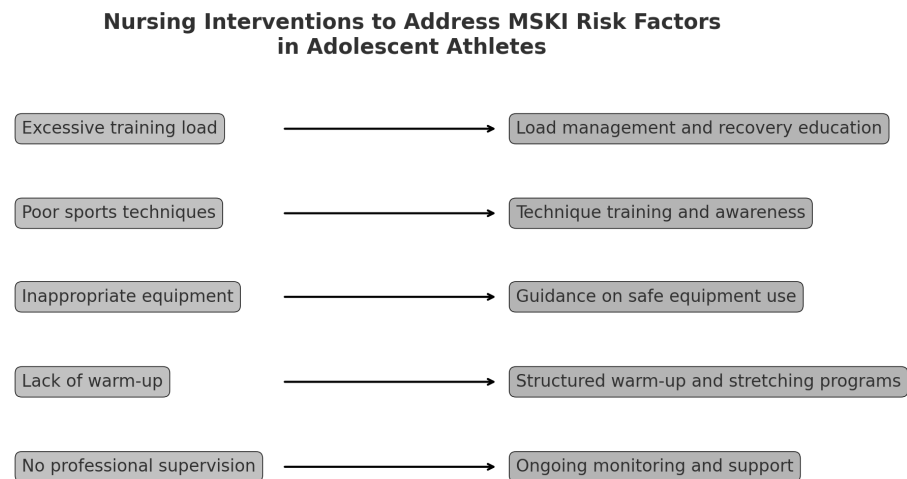 Nursing Interventions to Address MSKI Risk Factors
in Adolescent Athletes
Excessive training load
Load management and recovery education
Poor sports techniques
Technique training and awareness
Inappropriate equipment
Guidance on safe equipment use
Lack of warm-up
Structured warm-up and stretching programs
No professional supervision
Ongoing monitoring and support